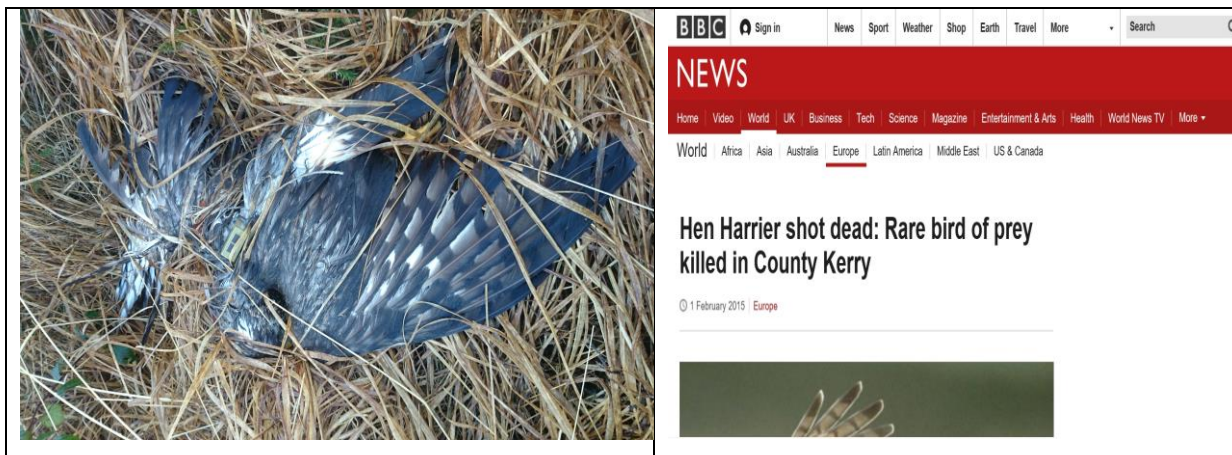 BBC Sign in News Sport Weather Shop Earth Travel More Search
NEWS
Home Video World UK Business Tech Science Magazine Entertainment & Arts Health World News TV More
World Africa Asia Australia Europe Latin America Middle East US & Canada
Hen Harrier shot dead: Rare bird of prey
killed in County Kerry
1 February 2015 Europe